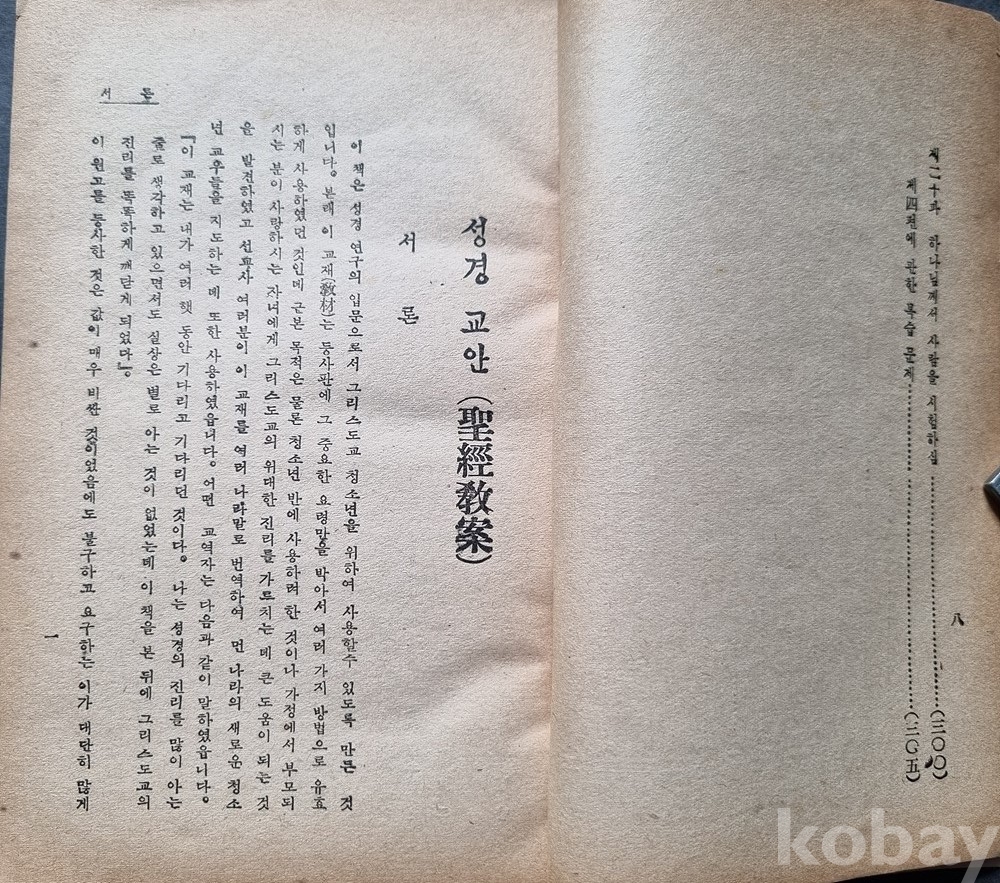 제二十과 하나님께서 사람을 시험하심 ……………………(三〇〇)
제四편에 관한 복습 문제 ……………………(三〇五)
八
서 론
성경 교안 (聖經敎案)
서 론
이 책은 성경 연구의 입문으로서 그리스도교 청소년을 위하여 사용할수 있도록 만든 것
입니다。 본래 이 교재(敎材)는 등사판에 그 중요한 요령만을 박아서 여러 가지 방법으로 유효
하게 사용하였던 것인데 근본 목적은 물론 청소년 반에 사용하려 한 것이나 가정에서 부모되
시는 분이 사랑하시는 자녀에게 그리스도교의 위대한 진리를 가르치는 데 큰 도움이 되는 것
을 발견하였고 선교사 여러분이 이 교재를 여러 나라말로 번역하여 먼 나라의 새로운 청소
년 교우들을 지도하는 데 또한 사용하였읍니다。 어떤 교역자는 다음과 같이 말하였읍니다。
『이 교재는 내가 여러 햇 동안 기다리고 기다리던 것이다。 나는 성경의 진리를 많이 아는
줄로 생각하고 있으면서도 실상은 별로 아는 것이 없었는데 이 책을 본 뒤에 그리스도교의
진리를 똑똑하게 깨닫게 되었다』。
이 원고를 등사한 것은 값이 매우 비싼 것이었음에도 불구하고 요구하는 이가 대단히 많게
一
kobay